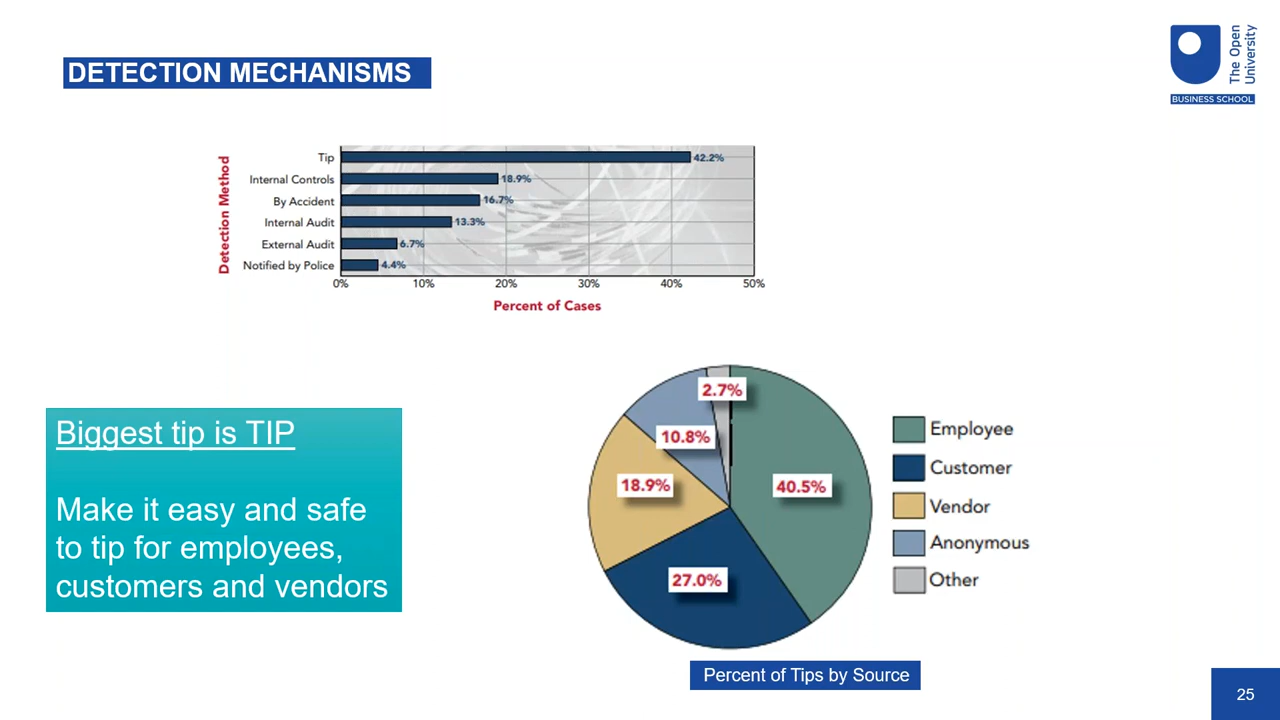 DETECTION MECHANISMS
The Open
University
BUSINESS SCHOOL
Detection Method
Tip
42.2%
Internal Controls
18.9%
By Accident
16.7%
Internal Audit
13.3%
External Audit
6.7%
Notified by Police
4.4%
0% 10% 20% 30% 40% 50%
Percent of Cases
Biggest tip is TIP
Make it easy and safe
to tip for employees,
customers and vendors
2.7%
10.8%
18.9%
40.5%
27.0%
Employee
Customer
Vendor
Anonymous
Other
Percent of Tips by Source
25